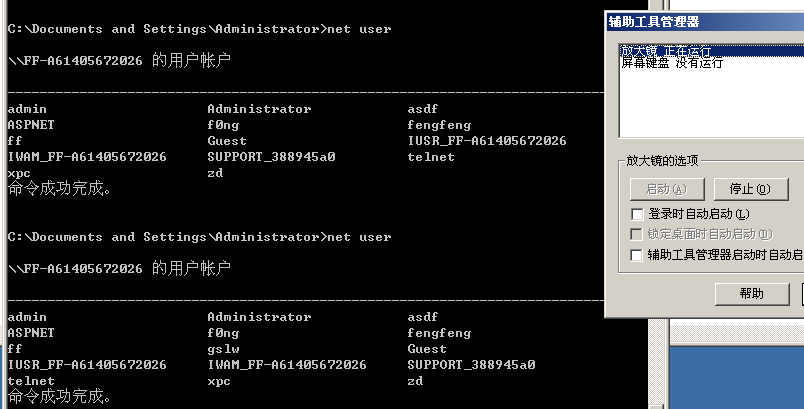 C:\Documents and Settings\Administrator>net user
\\FF-A61405672026 的用户帐户
-------------------------------------------------------------------------------
admin Administrator asdf
ASPNET f0ng fengfeng
ff Guest IUSR_FF-A61405672026
IWAM_FF-A61405672026 SUPPORT_388945a0 telnet
xpc zd
命令成功完成。
C:\Documents and Settings\Administrator>net user
\\FF-A61405672026 的用户帐户
-------------------------------------------------------------------------------
admin Administrator asdf
ASPNET f0ng fengfeng
ff gslw Guest
IUSR_FF-A61405672026 IWAM_FF-A61405672026 SUPPORT_388945a0
telnet xpc zd
命令成功完成。
辅助工具管理器
放大镜 正在运行
屏幕键盘 没有运行
放大镜的选项
启动(A) 停止(O)
登录时自动启动(L)
锁定桌面时自动启动(D)
辅助工具管理器启动时自动启
帮助